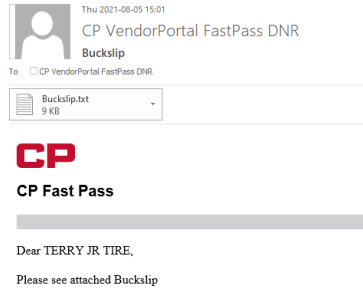 Thu 2021-08-05 15:01
CP VendorPortal FastPass DNR
Buckslip
To CP VendorPortal FastPass DNR
Buckslip.txt
9 KB
CP
CP Fast Pass
Dear TERRY JR TIRE,
Please see attached Buckslip